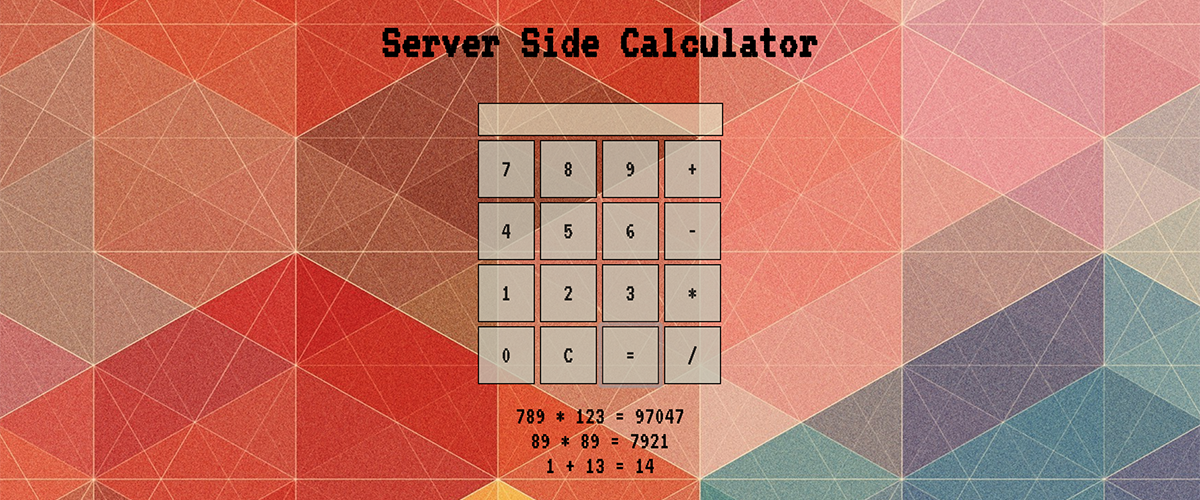 Server Side Calculator
7 8 9 +
4 5 6 -
1 2 3 *
0 C = /
789 * 123 = 97047
89 * 89 = 7921
1 + 13 = 14